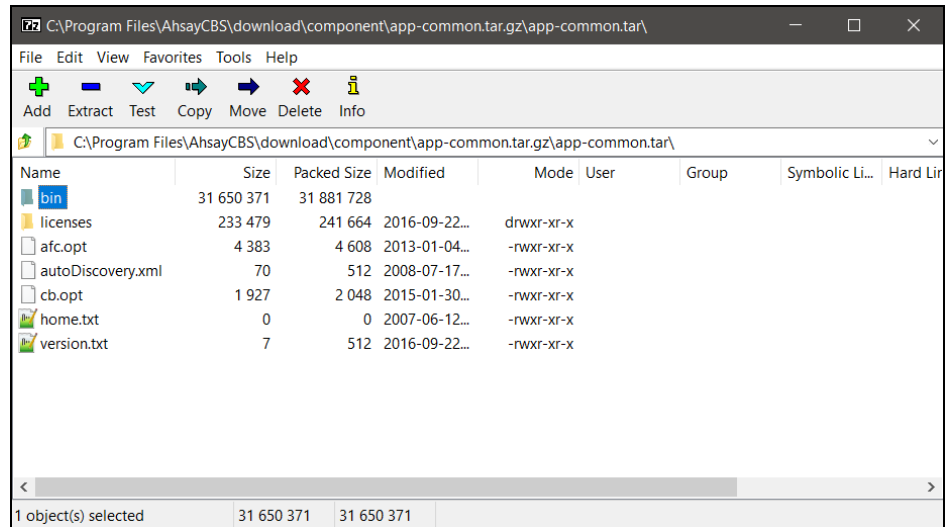 C:\Program Files\AhsayCBS\download\component\app-common.tar.gz\app-common.tar\
File Edit View Favorites Tools Help
Add Extract Test Copy Move Delete Info
C:\Program Files\AhsayCBS\download\component\app-common.tar.gz\app-common.tar\
Name Size Packed Size Modified Mode User Group Symbolic Li... Hard Lir
bin 31 650 371 31 881 728
licenses 233 479 241 664 2016-09-22... drwxr-xr-x
afc.opt 4 383 4 608 2013-01-04... -rwxr-xr-x
autoDiscovery.xml 70 512 2008-07-17... -rwxr-xr-x
cb.opt 1 927 2 048 2015-01-30... -rwxr-xr-x
home.txt 0 0 2007-06-12... -rwxr-xr-x
version.txt 7 512 2016-09-22... -rwxr-xr-x
1 object(s) selected 31 650 371 31 650 371